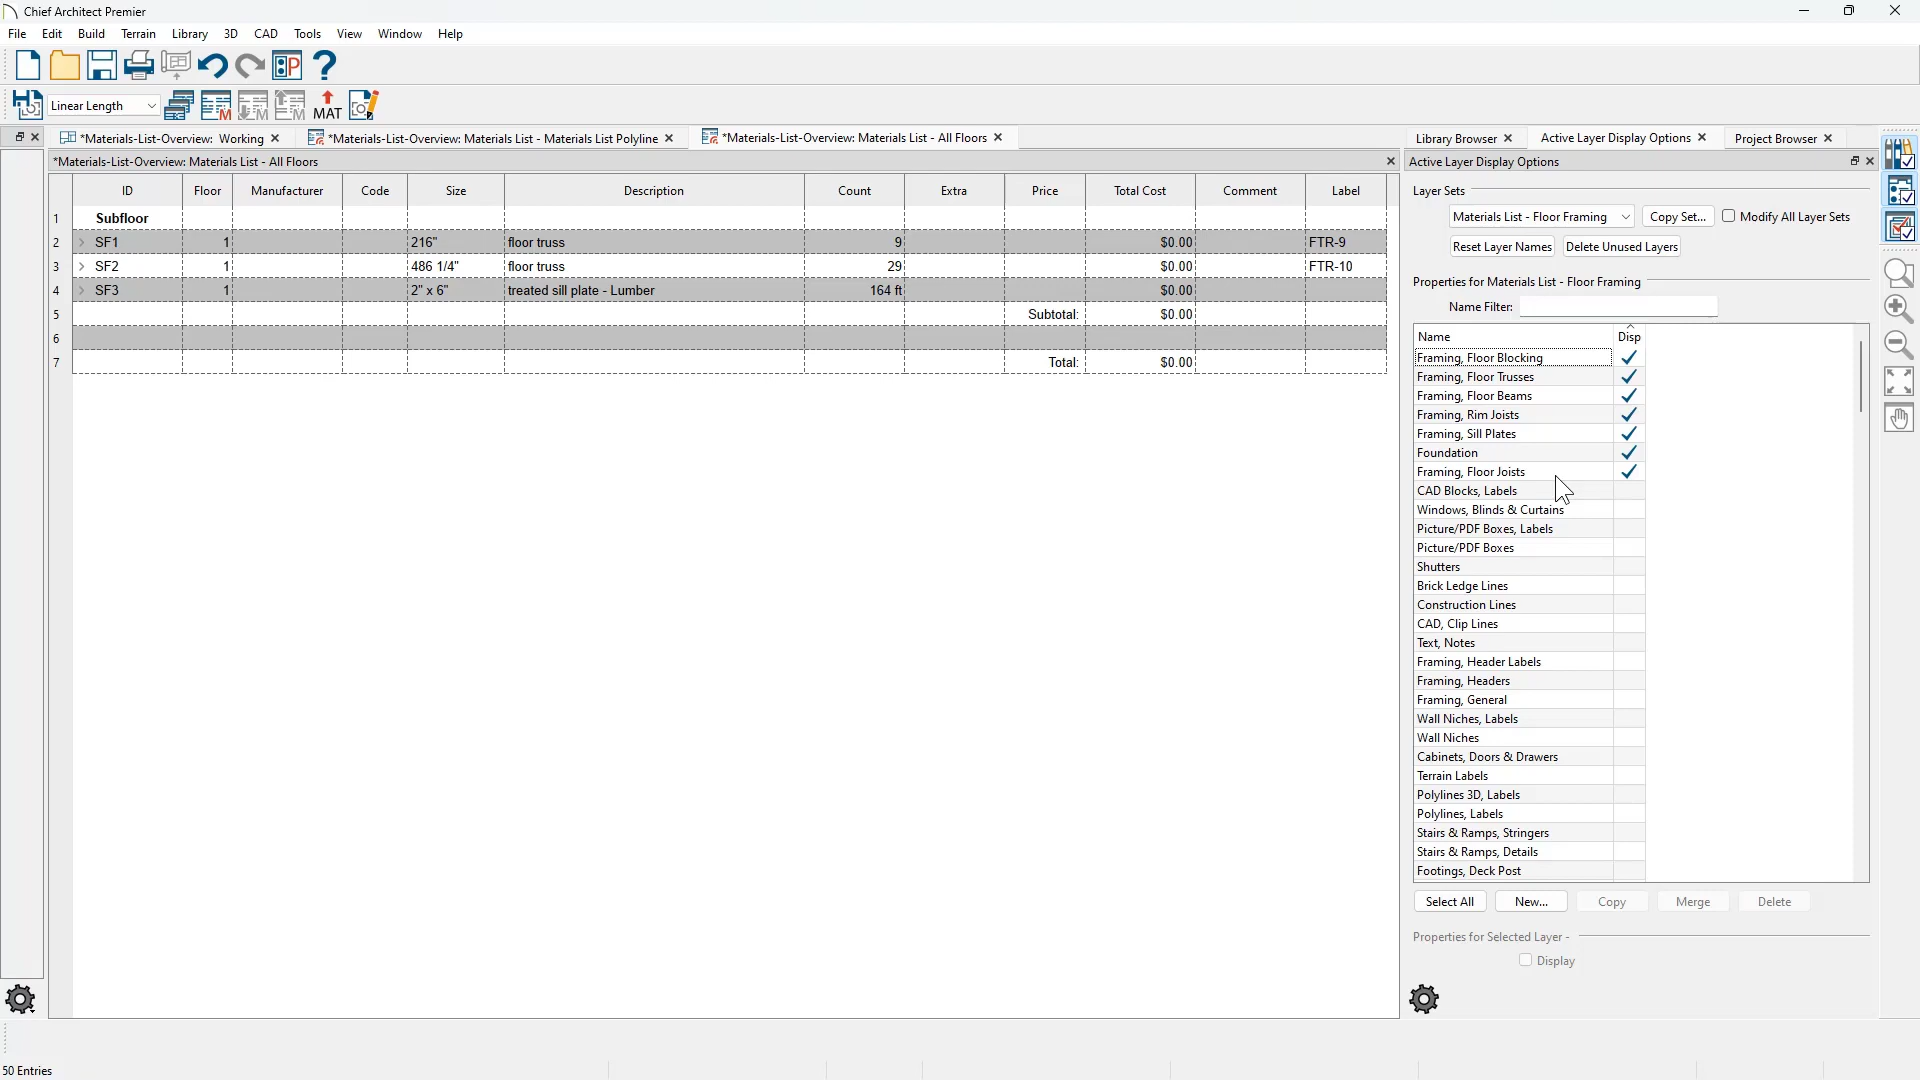 Chief Architect Premier
File Edit Build Terrain Library 3D CAD Tools View Window Help
Linear Length MAT
*Materials-List-Overview: Working *Materials-List-Overview: Materials List - Materials List Polyline *Materials-List-Overview: Materials List - All Floors
*Materials-List-Overview: Materials List - All Floors
ID Floor Manufacturer Code Size Description Count Extra Price Total Cost Comment Label
1 Subfloor
2 SF1 1 216" floor truss 9 $0.00 FTR-9
3 SF2 1 486 1/4" floor truss 29 $0.00 FTR-10
4 SF3 1 2" x 6" treated sill plate - Lumber 164 ft $0.00
5 Subtotal: $0.00
6
7 Total: $0.00
Library Browser Active Layer Display Options Project Browser
Active Layer Display Options
Layer Sets
Materials List - Floor Framing Copy Set... Modify All Layer Sets
Reset Layer Names Delete Unused Layers
Properties for Materials List - Floor Framing
Name Filter:
Name Disp
Framing, Floor Blocking
Framing, Floor Trusses
Framing, Floor Beams
Framing, Rim Joists
Framing, Sill Plates
Foundation
Framing, Floor Joists
CAD Blocks, Labels
Windows, Blinds & Curtains
Picture/PDF Boxes, Labels
Picture/PDF Boxes
Shutters
Brick Ledge Lines
Construction Lines
CAD, Clip Lines
Text, Notes
Framing, Header Labels
Framing, Headers
Framing, General
Wall Niches, Labels
Wall Niches
Cabinets, Doors & Drawers
Terrain Labels
Polylines 3D, Labels
Polylines, Labels
Stairs & Ramps, Stringers
Stairs & Ramps, Details
Footings, Deck Post
Select All New... Copy Merge Delete
Properties for Selected Layer -
Display
50 Entries